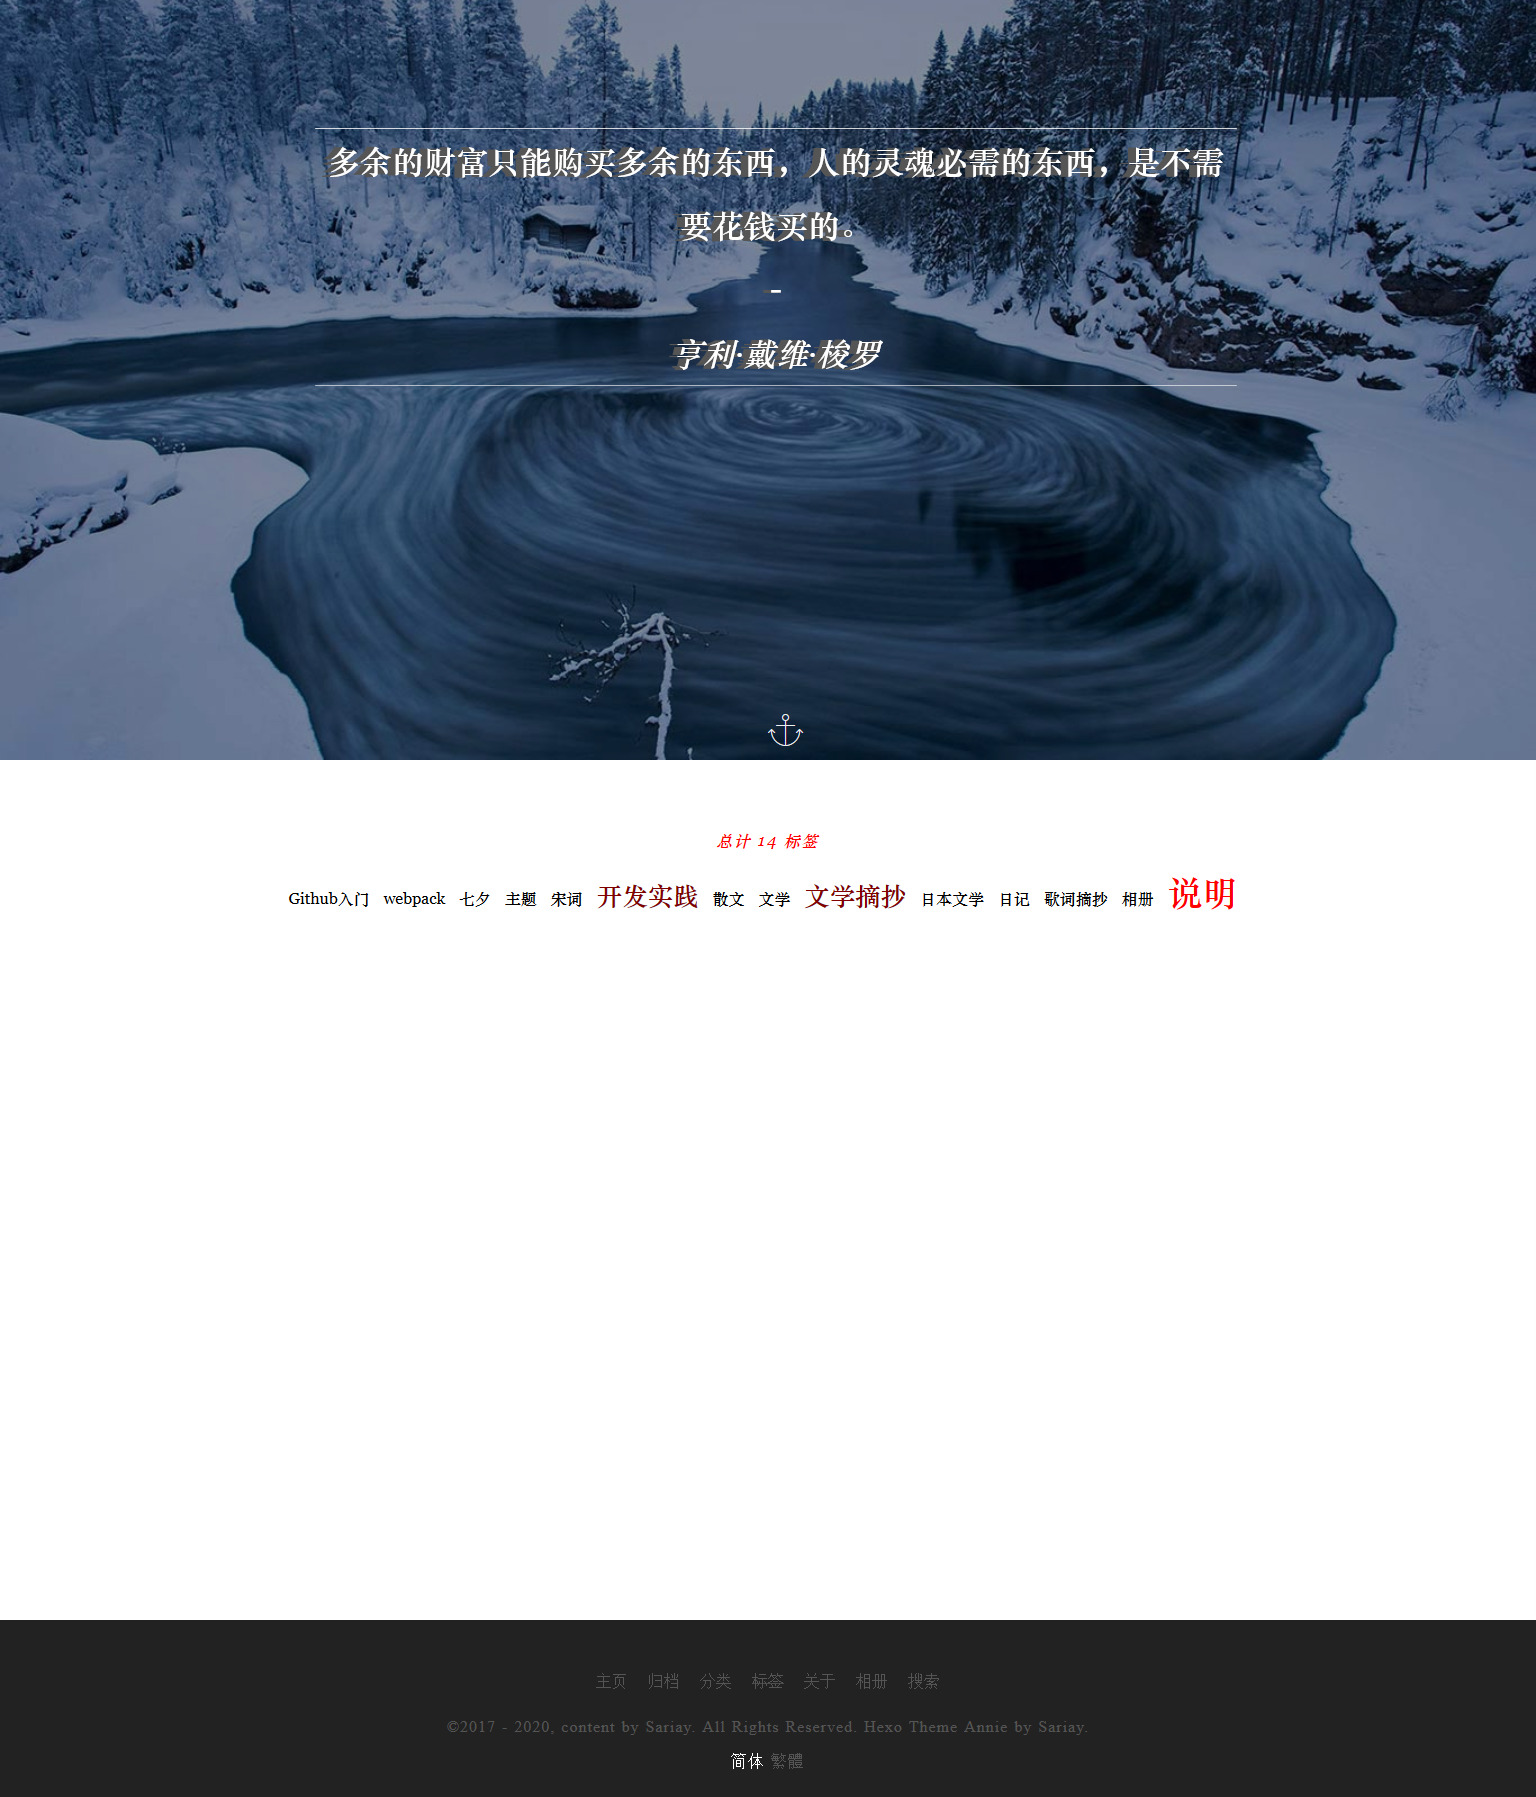 多余的财富只能购买多余的东西，人的灵魂必需的东西，是不需
要花钱买的。
-
亨利·戴维·梭罗
总计 14 标签
Github入门 webpack 七夕 主题 宋词 开发实践 散文 文学 文学摘抄 日本文学 日记 歌词摘抄 相册 说明
主页 归档 分类 标签 关于 相册 搜索
©2017 - 2020, content by Sariay. All Rights Reserved. Hexo Theme Annie by Sariay.
简体 繁體